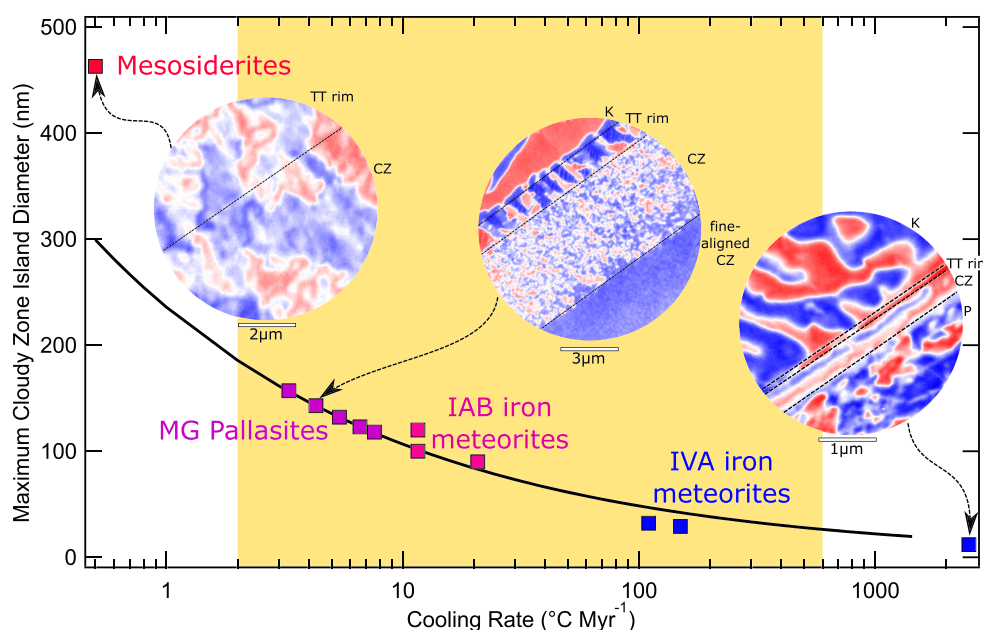 Maximum Cloudy Zone Island Diameter (nm)
500
400
300
200
100
0
Mesosiderites
TT rim
CZ
2μm
K
TT rim
CZ
fine-
aligned
CZ
3μm
K
TT rim
CZ
P
1μm
MG Pallasites
IAB iron
meteorites
IVA iron
meteorites
1
10
100
1000
Cooling Rate (°C Myr⁻¹)